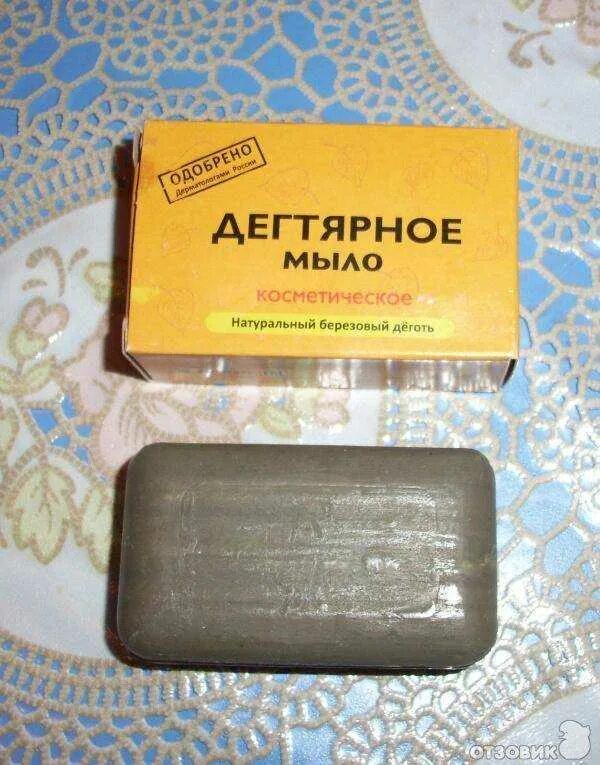 ОДОБРЕНО
Дерматологами России
ДЕГТЯРНОЕ
МЫЛО
КОСМЕТИЧЕСКОЕ
Натуральный березовый дёготь
ОТЗОВИК